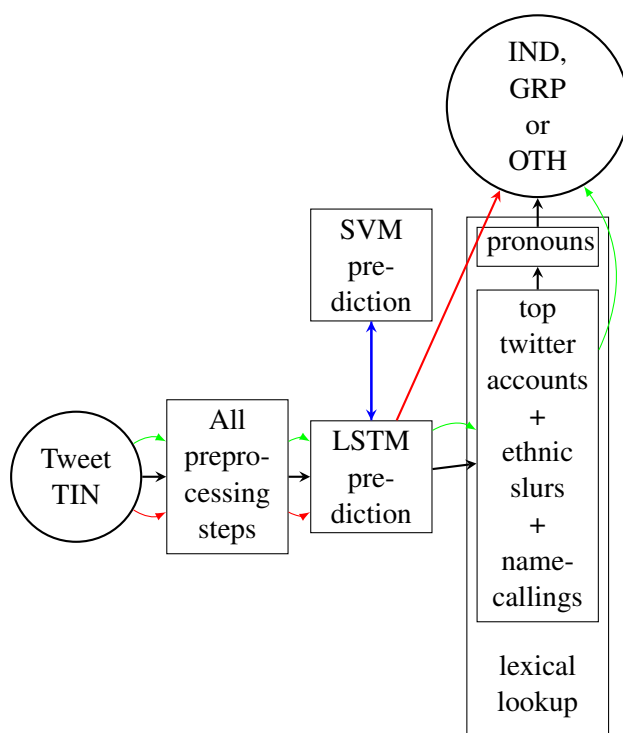 IND,
GRP
or
OTH
SVM
pre-
diction
pronouns
top
twitter
accounts
+
ethnic
slurs
+
name-
callings
Tweet
TIN
All
prepro-
cessing
steps
LSTM
pre-
diction
lexical
lookup